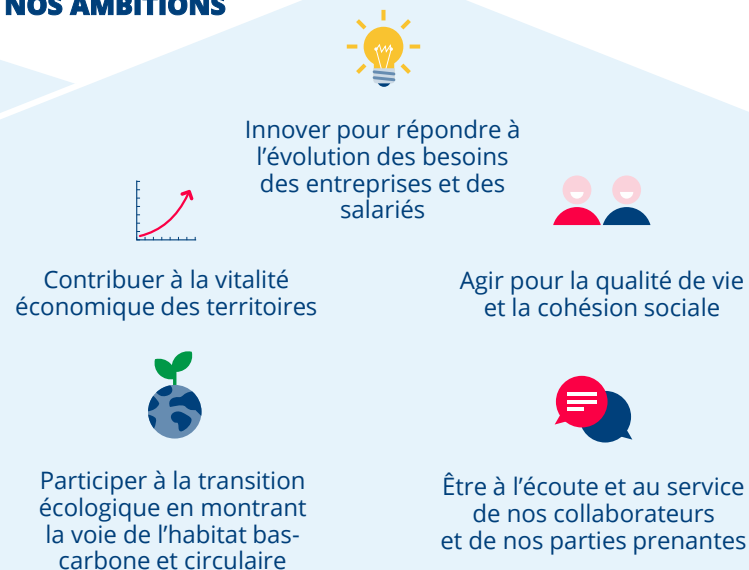 NOS AMBITIONS
Innover pour répondre à
l’évolution des besoins
des entreprises et des
salariés
Contribuer à la vitalité
économique des territoires
Agir pour la qualité de vie
et la cohésion sociale
Participer à la transition
écologique en montrant
la voie de l’habitat bas-
carbone et circulaire
Être à l’écoute et au service
de nos collaborateurs
et de nos parties prenantes